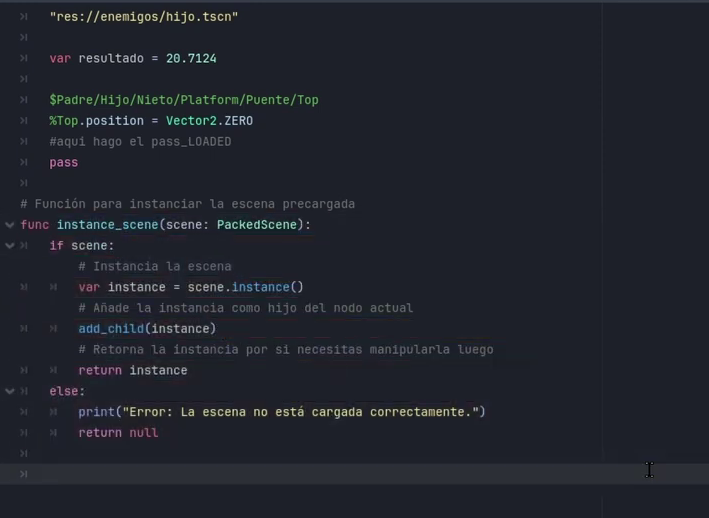 "res://enemigos/hijo.tscn"
var resultado = 20.7124
$Padre/Hijo/Nieto/Platform/Puente/Top
%Top.position = Vector2.ZERO
#aqui hago el pass_LOADED
pass
# Función para instanciar la escena precargada
func instance_scene(scene: PackedScene):
if scene:
# Instancia la escena
var instance = scene.instance()
# Añade la instancia como hijo del nodo actual
add_child(instance)
# Retorna la instancia por si necesitas manipularla luego
return instance
else:
print("Error: La escena no está cargada correctamente.")
return null